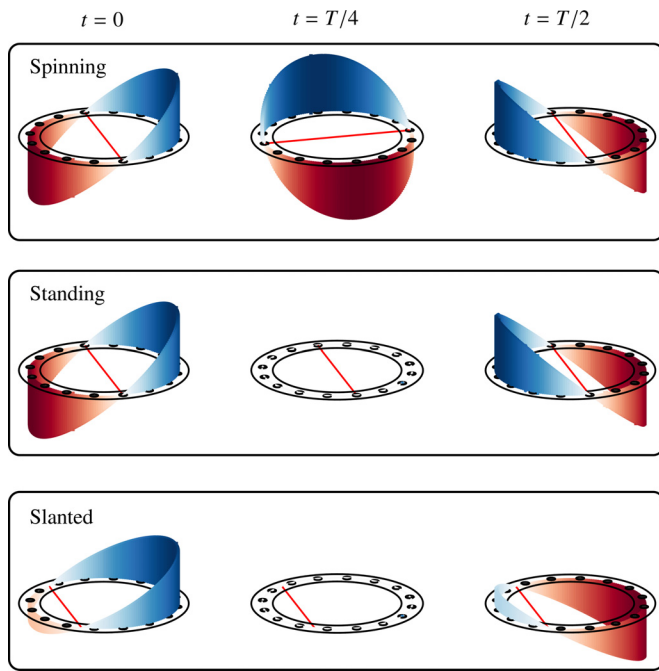 t = 0 t = T/4 t = T/2
Spinning
Standing
Slanted